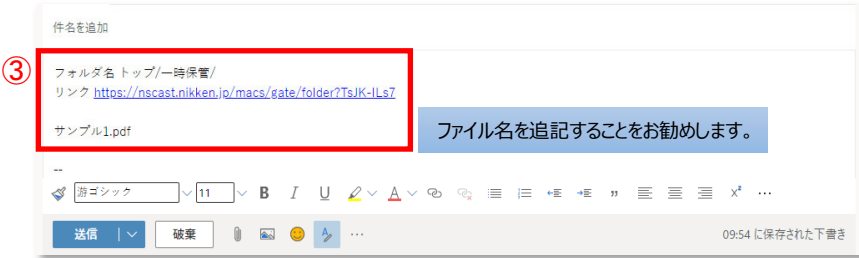 件名を追加
③
フォルダ名 トップ/一時保管/
リンク https://nscast.nikken.jp/macs/gate/folder?TsJK-ILs7
サンプル1.pdf
ファイル名を追記することをお勧めします。
--
游ゴシック 11 B I U A
送信 破棄 09:54 に保存された下書き